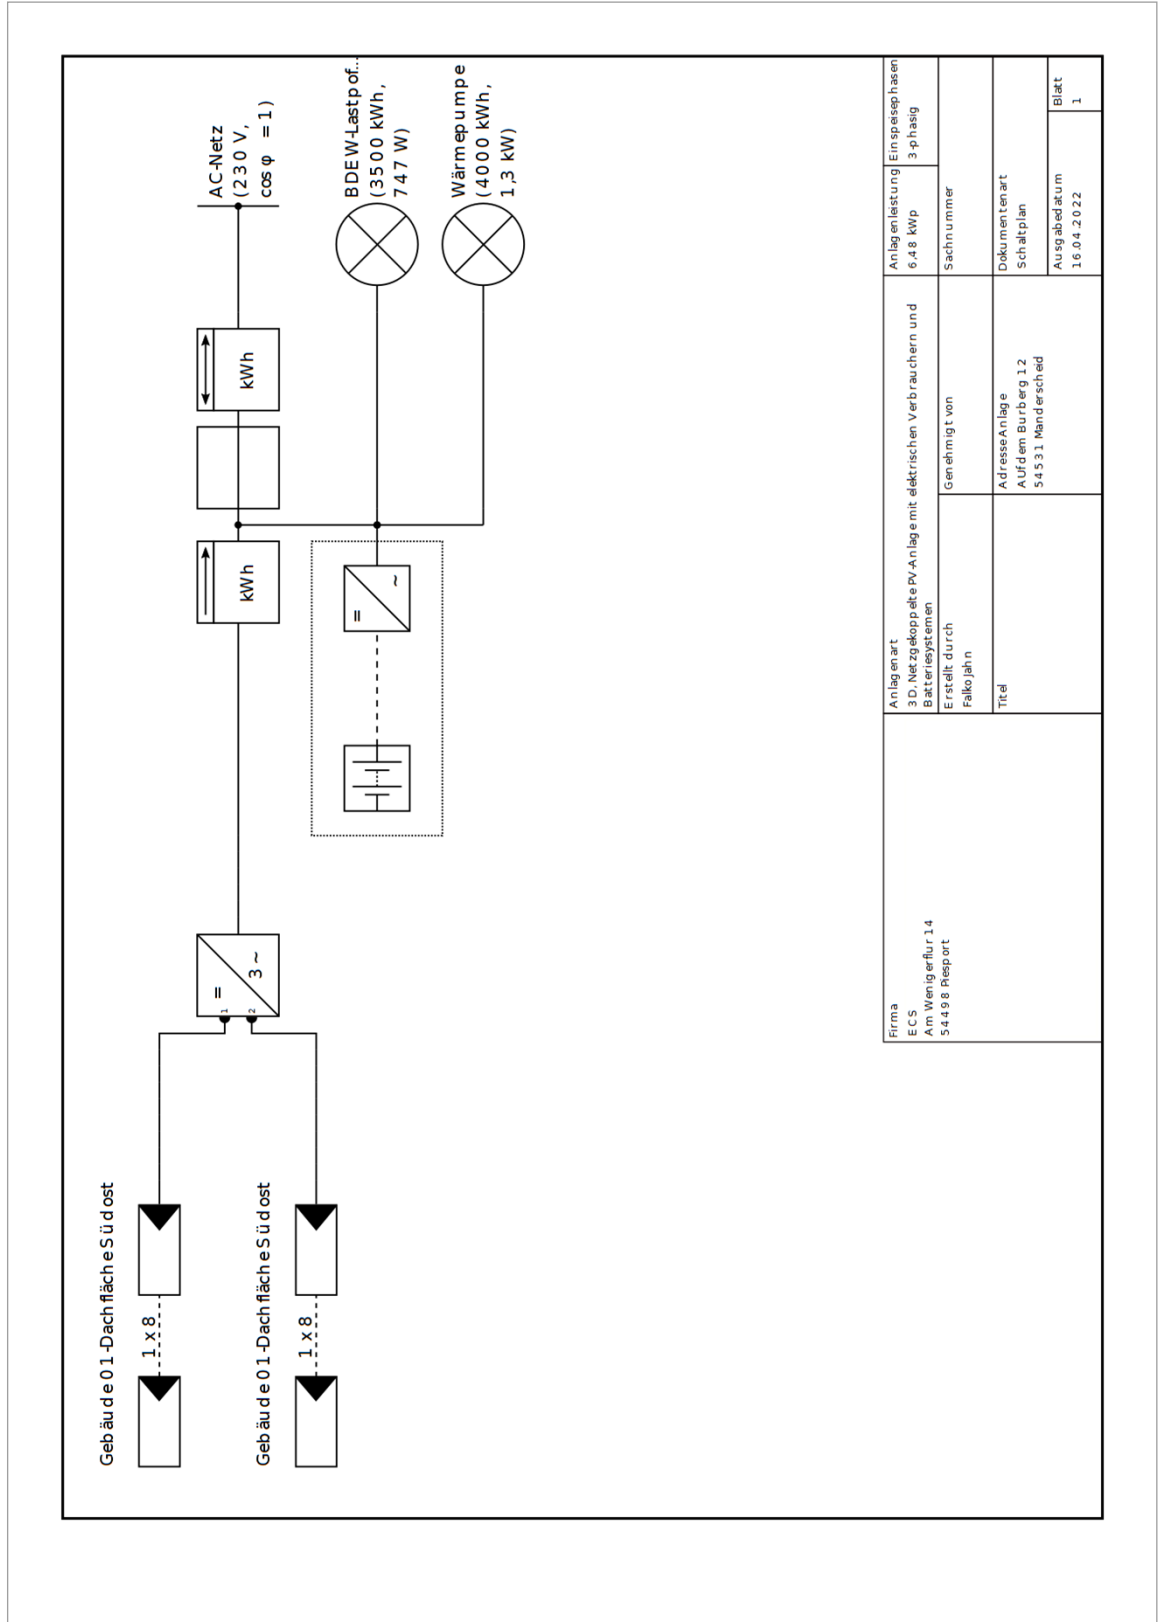 AC-Netz
(230 V,
cos φ = 1)
BDEW-Lastpof...
(3500 kWh,
747 W)
Wärmepumpe
(4000 kWh,
1,3 kW)
kWh
kWh
=
~
=
3 ~
1
2
Gebäude 01-Dachfläche Südost
1 x 8
Gebäude 01-Dachfläche Südost
1 x 8
Firma
ECS
Am Wenigerflur 14
54498 Piesport
Anlagenart
3D, Netzgekoppelte PV-Anlage mit elektrischen Verbrauchern und
Batteriesystemen
Anlagenleistung
6,48 kWp
Einspeisephasen
3-phasig
Erstellt durch
Falko Jahn
Genehmigt von
Sachnummer
Titel
Adresse Anlage
AUf dem Burberg 12
54531 Manderscheid
Dokumentenart
Schaltplan
Ausgabedatum
16.04.2022
Blatt
1